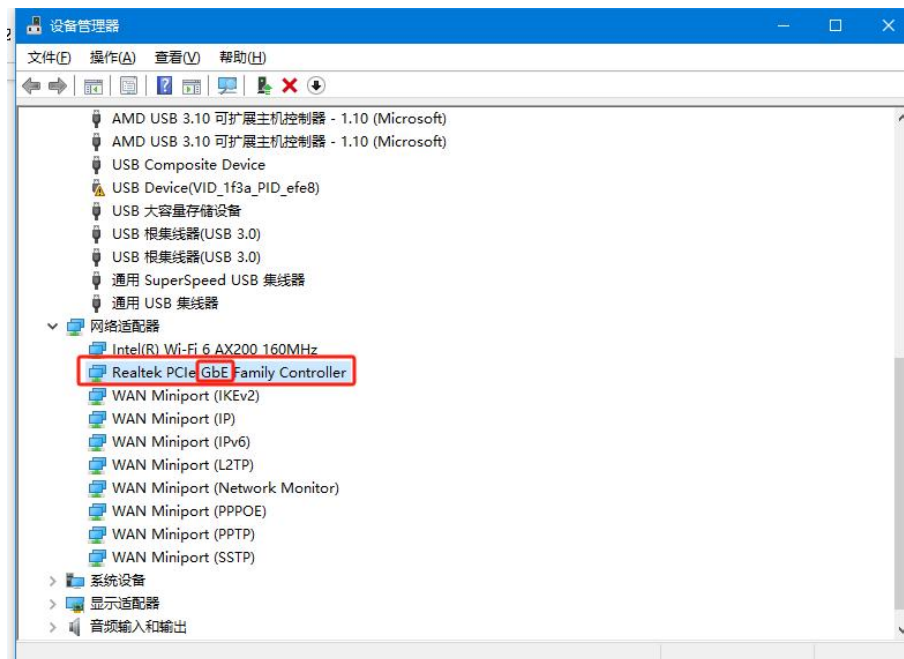 设备管理器
文件(F) 操作(A) 查看(V) 帮助(H)
AMD USB 3.10 可扩展主机控制器 - 1.10 (Microsoft)
AMD USB 3.10 可扩展主机控制器 - 1.10 (Microsoft)
USB Composite Device
USB Device(VID_1f3a_PID_efe8)
USB 大容量存储设备
USB 根集线器(USB 3.0)
USB 根集线器(USB 3.0)
通用 SuperSpeed USB 集线器
通用 USB 集线器
网络适配器
Intel(R) Wi-Fi 6 AX200 160MHz
Realtek PCIe GbE Family Controller
WAN Miniport (IKEv2)
WAN Miniport (IP)
WAN Miniport (IPv6)
WAN Miniport (L2TP)
WAN Miniport (Network Monitor)
WAN Miniport (PPPOE)
WAN Miniport (PPTP)
WAN Miniport (SSTP)
系统设备
显示适配器
音频输入和输出